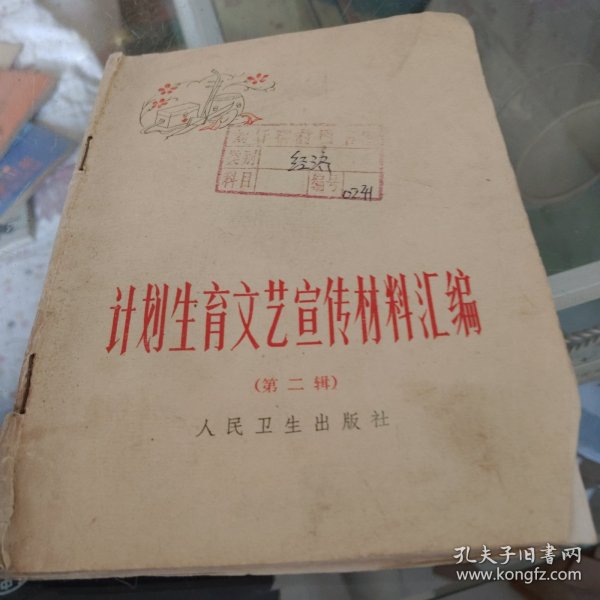 类别 经济
科目 编号 0241
计划生育文艺宣传材料汇编
（第二辑）
人民卫生出版社
孔夫子旧书网
www.kongfz.com